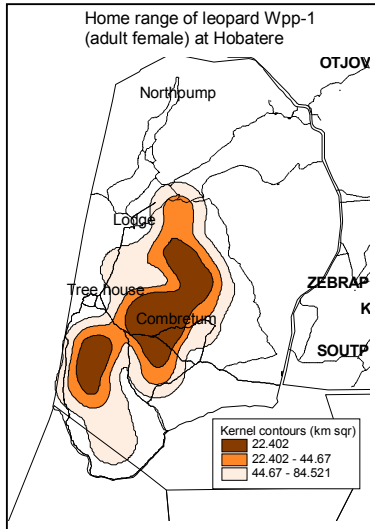 Home range of leopard Wpp-1
(adult female) at Hobatere
OTJOV
Northpump
Lodge
ZEBRAP
Tree house
K
Combretum
SOUTP
Kernel contours (km sqr)
22.402
22.402 - 44.67
44.67 - 84.521